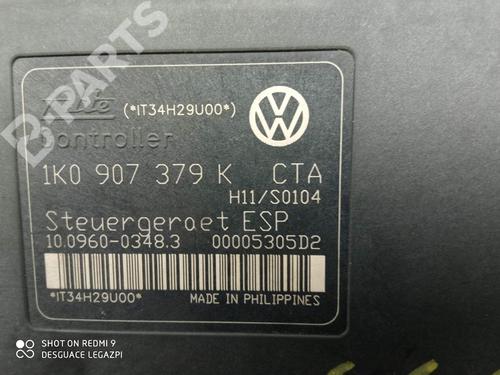 B-PARTS
Ate (*IT34H29U00*)
Controller
1K0 907 379 K CTA
H11/S0104
Steuergeraet ESP
10.0960-0348.3 00005305D2
*IT34H29U00* MADE IN PHILIPPINES
SHOT ON REDMI 9
DESGUACE LEGAZPI